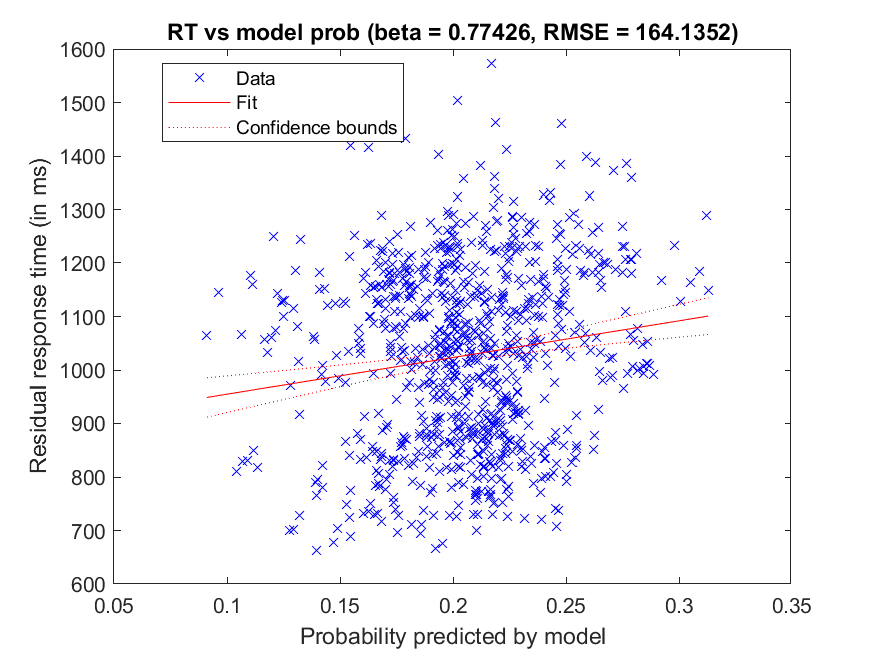 RT vs model prob (beta = 0.77426, RMSE = 164.1352)
Data
Fit
Confidence bounds
1600
1500
1400
1300
1200
1100
1000
900
800
700
600
Residual response time (in ms)
0.05 0.1 0.15 0.2 0.25 0.3 0.35
Probability predicted by model